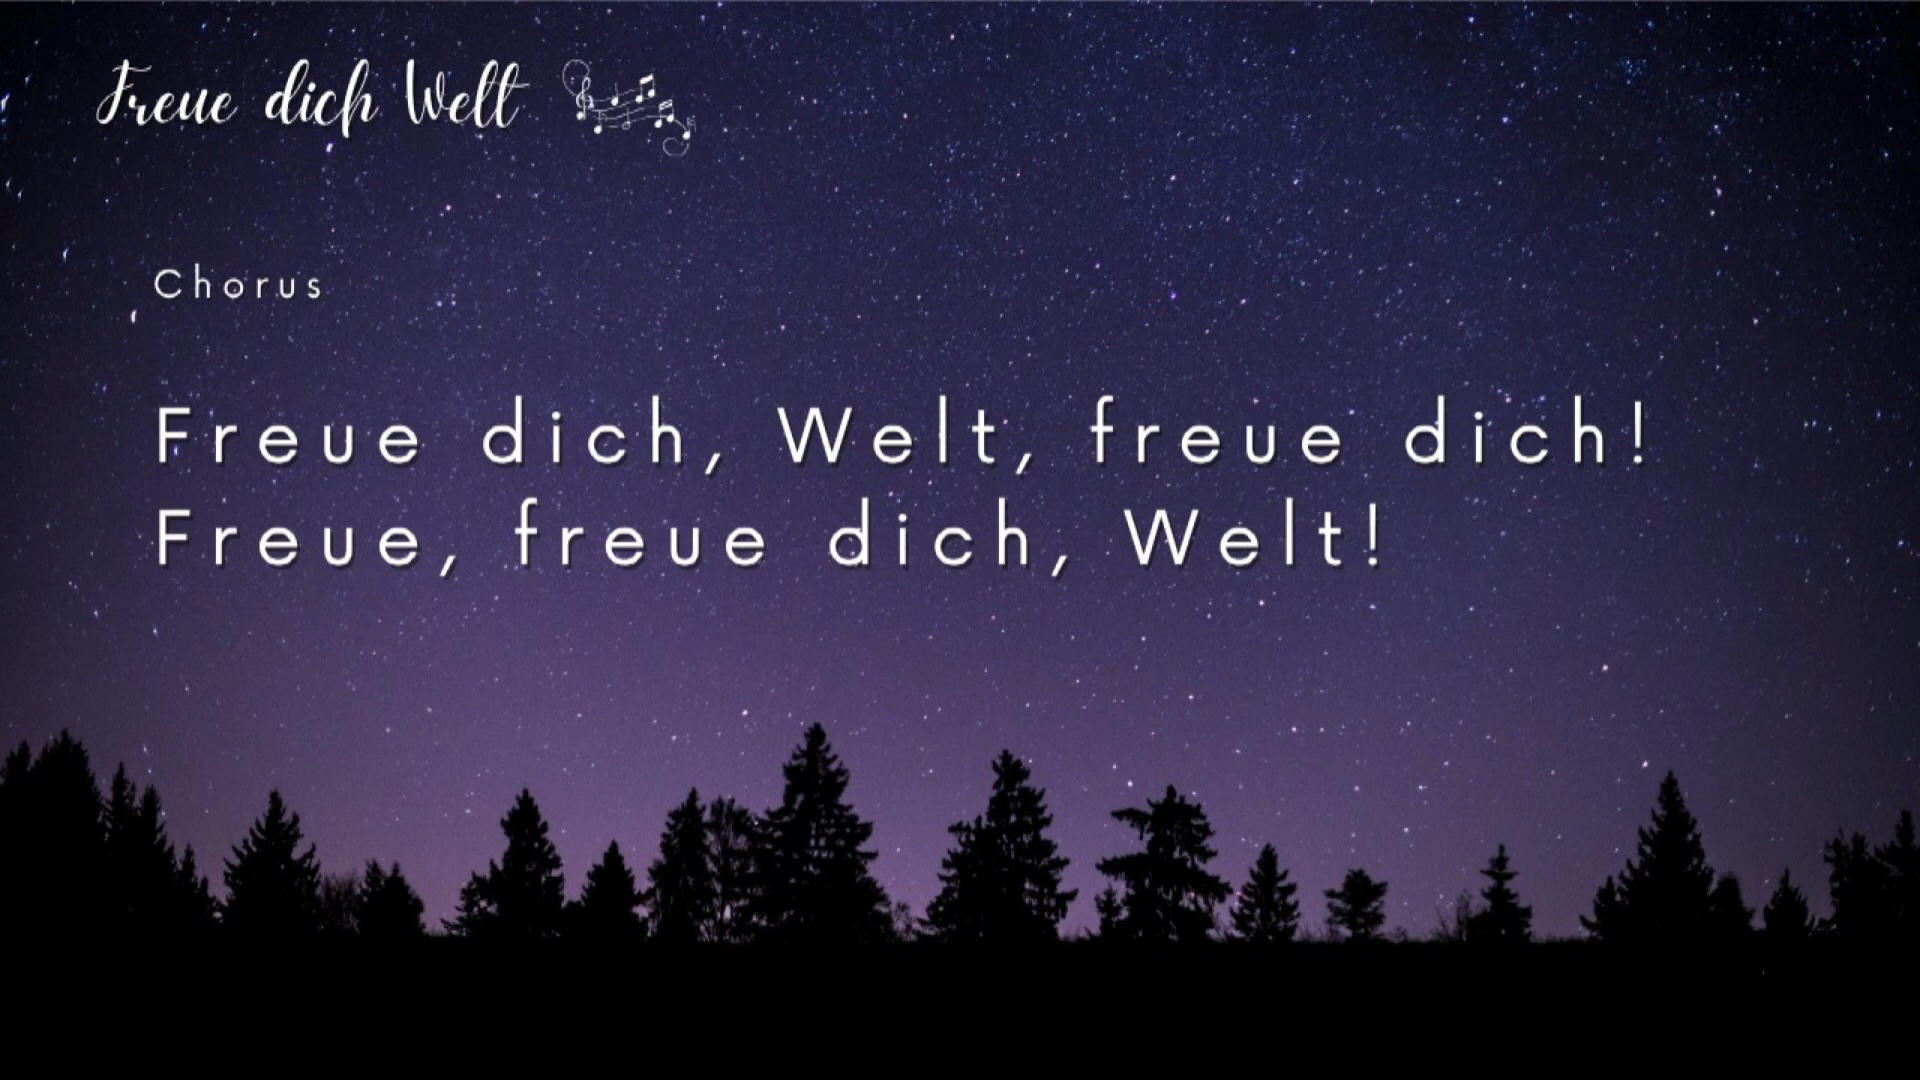 Freue dich Welt
Chorus
Freue dich, Welt, freue dich!
Freue, freue dich, Welt!